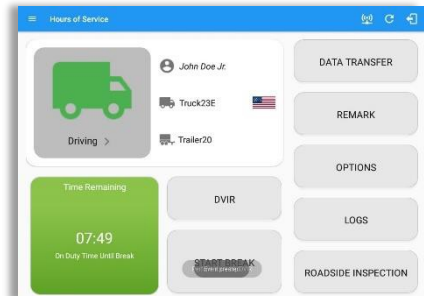 Hours of Service
John Doe Jr.
Truck23E
Trailer20
Driving >
DATA TRANSFER
REMARK
OPTIONS
LOGS
ROADSIDE INSPECTION
Time Remaining
07:49
On Duty Time Until Break
DVIR
START BREAK